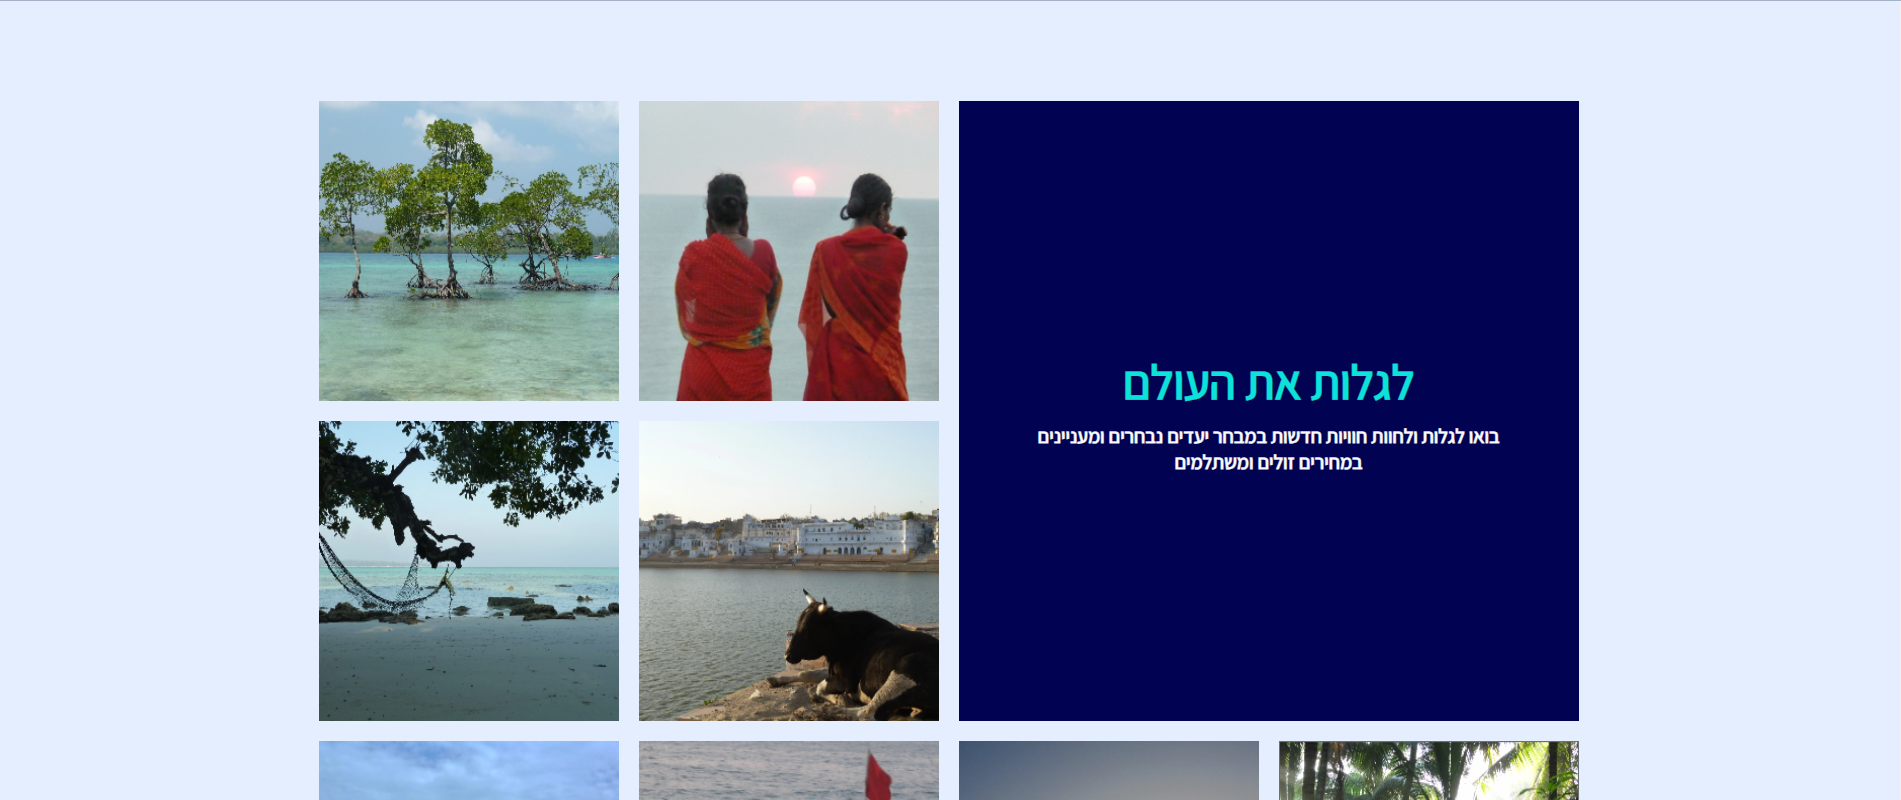 לגלות את העולם
בואו לגלות ולחוות חוויות חדשות במבחר יעדים נבחרים ומעניינים
במחירים זולים ומשתלמים